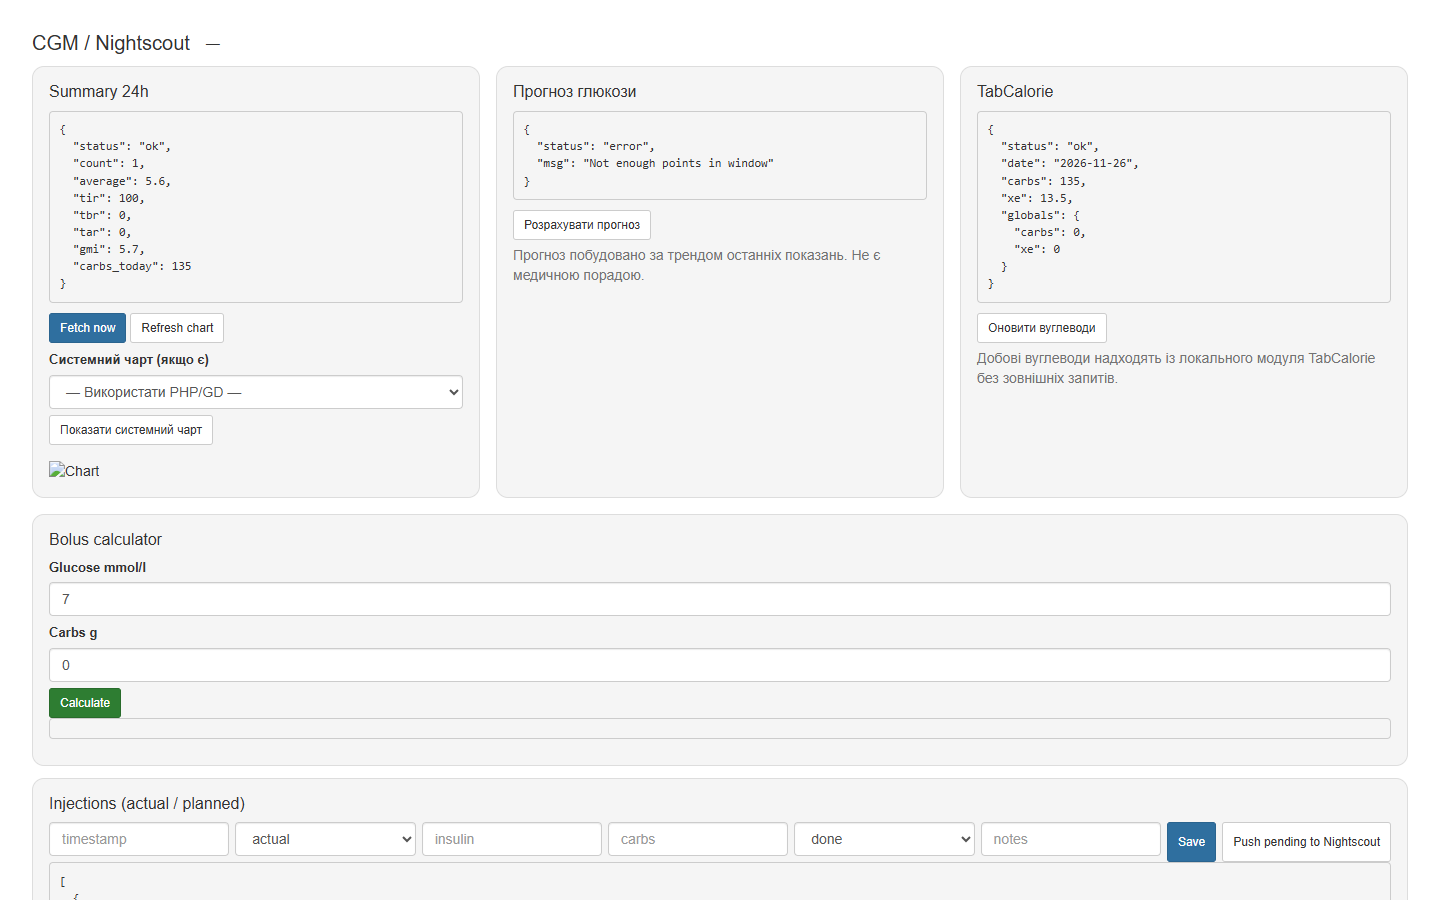 CGM / Nightscout —
Summary 24h
{
  "status": "ok",
  "count": 1,
  "average": 5.6,
  "tir": 100,
  "tbr": 0,
  "tar": 0,
  "gmi": 5.7,
  "carbs_today": 135
}
Fetch now
Refresh chart
Системний чарт (якщо є)
— Використати PHP/GD —
Показати системний чарт
Chart
Прогноз глюкози
{
  "status": "error",
  "msg": "Not enough points in window"
}
Розрахувати прогноз
Прогноз побудовано за трендом останніх показань. Не є
медичною порадою.
TabCalorie
{
  "status": "ok",
  "date": "2026-11-26",
  "carbs": 135,
  "xe": 13.5,
  "globals": {
    "carbs": 0,
    "xe": 0
  }
}
Оновити вуглеводи
Добові вуглеводи надходять із локального модуля TabCalorie
без зовнішніх запитів.
Bolus calculator
Glucose mmol/l
7
Carbs g
0
Calculate
Injections (actual / planned)
timestamp
actual
insulin
carbs
done
notes
Save
Push pending to Nightscout
[
  {